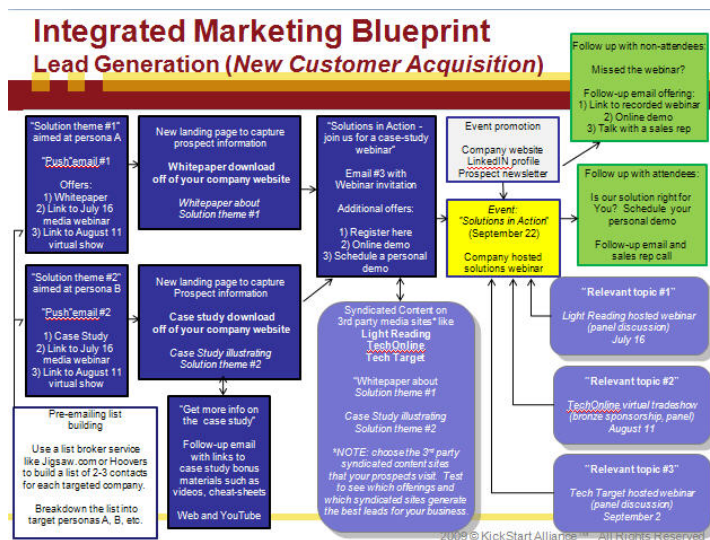 Integrated Marketing Blueprint
Lead Generation (New Customer Acquisition)
"Solution theme #1"
aimed at persona A
"Push"email #1
Offers:
1) Whitepaper
2) Link to July 16
media webinar
3) Link to August 11
virtual show
New landing page to capture
prospect information
Whitepaper download
off of your company website
Whitepaper about
Solution theme #1
"Solutions in Action -
join us for a case-study
webinar"
Email #3 with
Webinar invitation
Additional offers:
1) Register here
2) Online demo
3) Schedule a personal
demo
Event promotion
Company website
LinkedIN profile
Prospect newsletter
Follow up with non-attendees:
Missed the webinar?
Follow-up email offering:
1) Link to recorded webinar
2) Online demo
3) Talk with a sales rep
Event:
"Solutions in Action"
(September 22)
Company hosted
solutions webinar
Follow up with attendees:
Is our solution right for
You? Schedule your
personal demo
Follow-up email and
sales rep call
"Solution theme #2"
aimed at persona B
"Push"email #2
1) Case Study
2) Link to July 16
media webinar
3) Link to August 11
virtual show
New landing page to capture
Prospect information
Case study download
off of your company website
Case Study illustrating
Solution theme #2
Syndicated Content on
3rd party media sites* like
Light Reading
TechOnline
Tech Target
"Whitepaper about
Solution theme #1
Case Study illustrating
Solution theme #2
*NOTE: choose the 3rd party
syndicated content sites
that your prospects visit. Test
to see which offerings and
which syndicated sites generate
the best leads for your business.
"Relevant topic #1"
Light Reading hosted webinar
(panel discussion)
July 16
"Relevant topic #2"
TechOnline virtual tradeshow
(bronze sponsorship, panel)
August 11
"Relevant topic #3"
Tech Target hosted webinar
(panel discussion)
September 2
Pre-emailing list
building
Use a list broker service
like Jigsaw.com or Hoovers
to build a list of 2-3 contacts
for each targeted company.
Breakdown the list into
target personas A, B, etc.
"Get more info on
the case study"
Follow-up email
with links to
case study bonus
materials such as
videos, cheat-sheets
Web and YouTube
2009 © KickStart Alliance™ All Rights Reserved